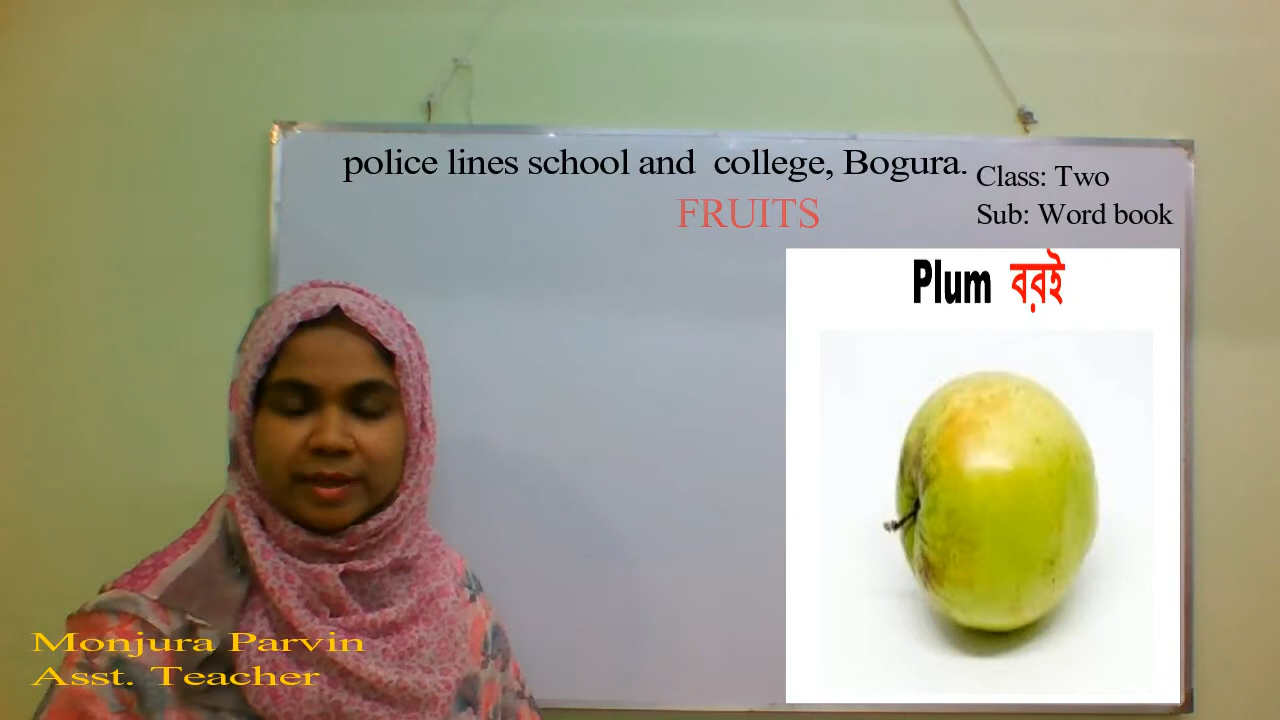 police lines school and college, Bogura.
Class: Two
FRUITS
Sub: Word book
Plum বরই
Monjura Parvin
Asst. Teacher